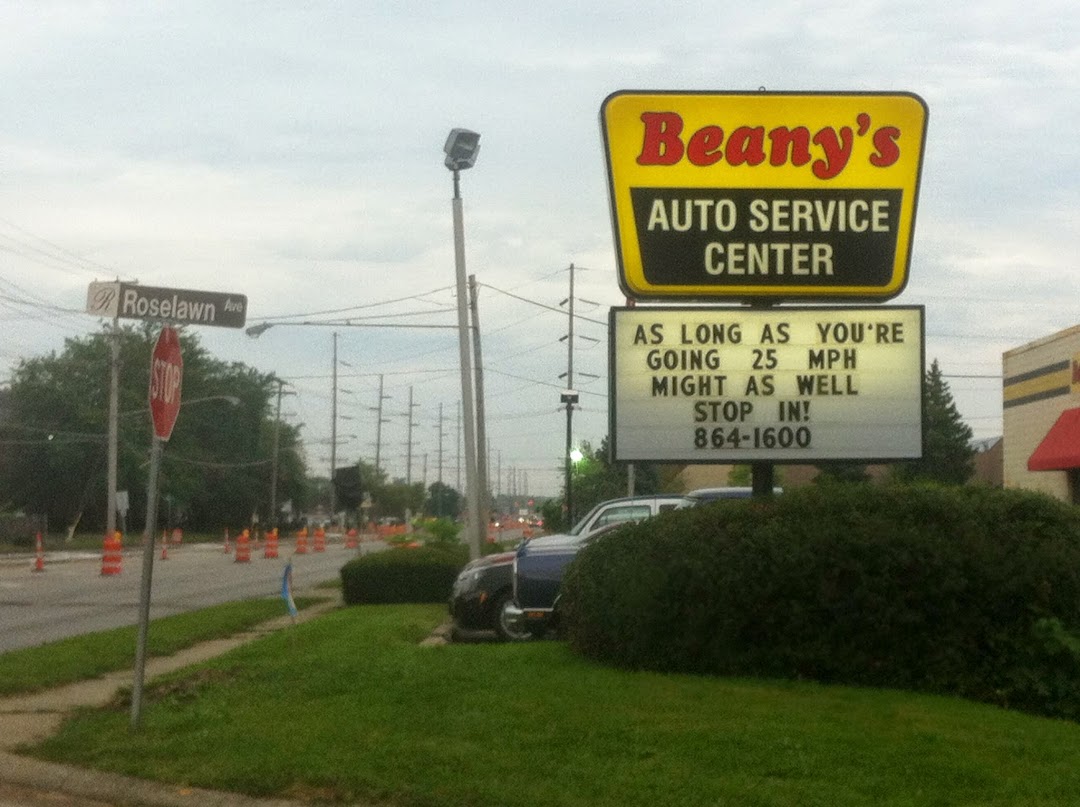 Beany's
AUTO SERVICE
CENTER
AS LONG AS YOU'RE
GOING 25 MPH
MIGHT AS WELL
STOP IN!
864-1600
R Roselawn Ave
STOP